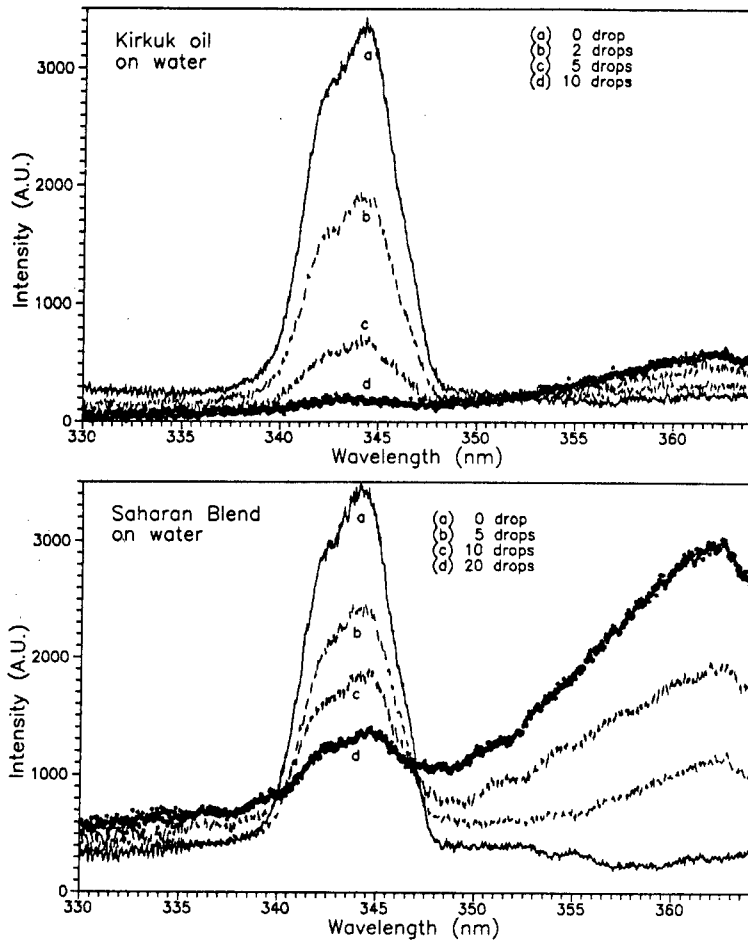 Kirkuk oil
on water
(a) 0 drop
(b) 2 drops
(c) 5 drops
(d) 10 drops
a
b
c
d
Intensity (A.U.)
3000
2000
1000
0
330 335 340 345 350 355 360
Wavelength (nm)
Saharan Blend
on water
(a) 0 drop
(b) 5 drops
(c) 10 drops
(d) 20 drops
a
b
c
d
Intensity (A.U.)
3000
2000
1000
0
330 335 340 345 350 355 360
Wavelength (nm)